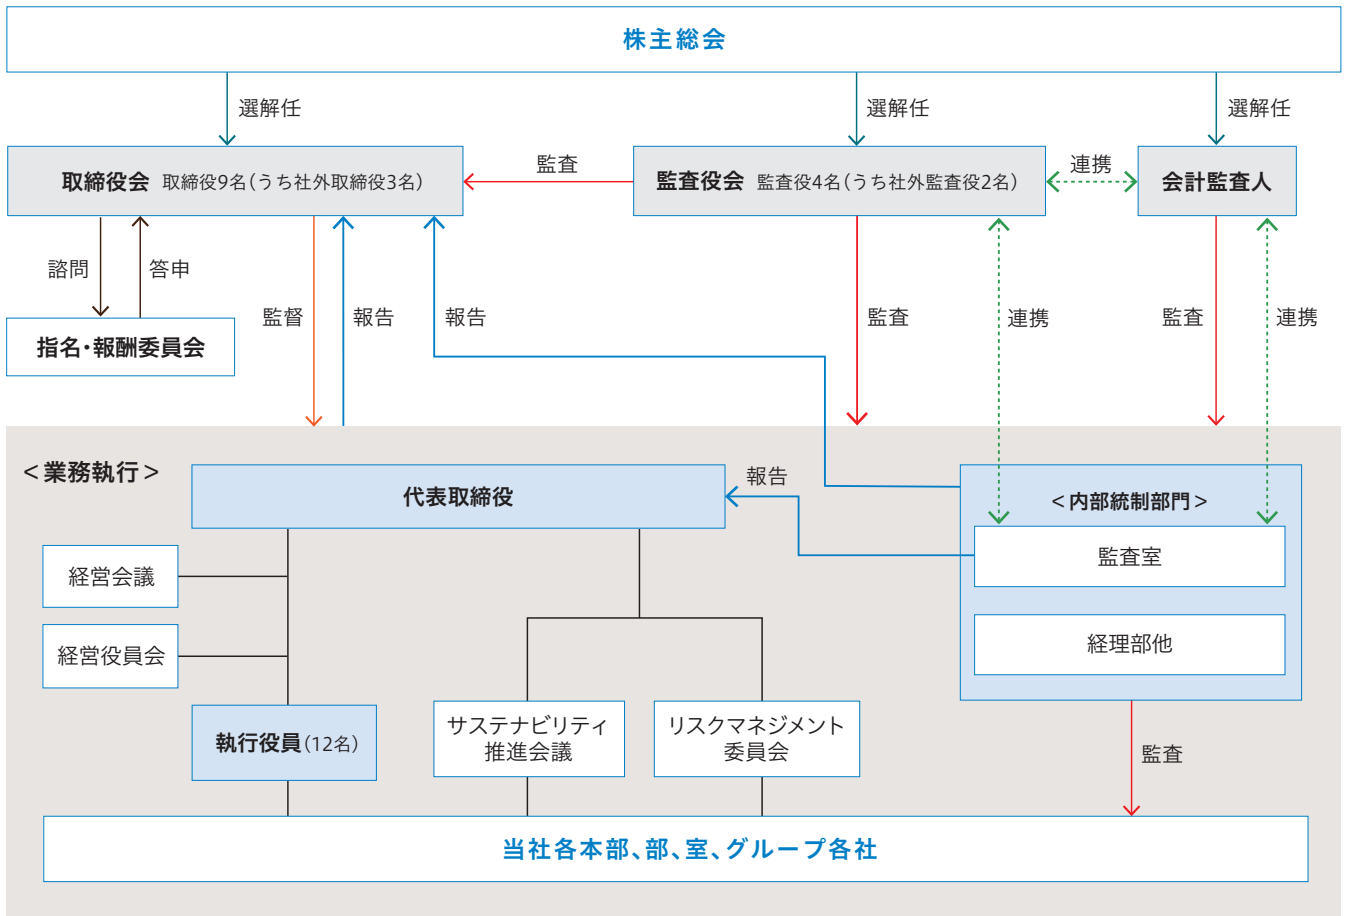 株主総会
選解任
選解任
選解任
取締役会 取締役9名(うち社外取締役3名)
監査
監査役会 監査役4名(うち社外監査役2名)
連携
会計監査人
諮問
答申
監督
報告
報告
監査
連携
監査
連携
指名・報酬委員会
<業務執行>
代表取締役
報告
<内部統制部門>
監査室
経理部他
経営会議
経営役員会
執行役員(12名)
サステナビリティ
推進会議
リスクマネジメント
委員会
監査
当社各本部、部、室、グループ各社